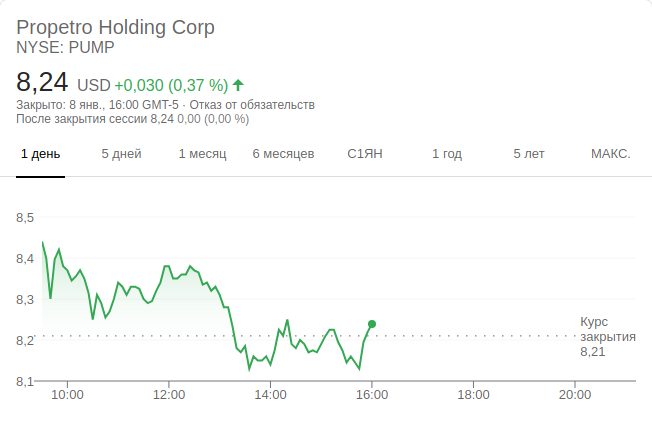 Propetro Holding Corp
NYSE: PUMP
8,24 USD +0,030 (0,37 %)
Закрыто: 8 янв., 16:00 GMT-5 · Отказ от обязательств
После закрытия сессии 8,24 0,00 (0,00 %)
1 день 5 дней 1 месяц 6 месяцев С1ЯН 1 год 5 лет МАКС.
8,5
8,4
8,3
8,2
8,1
Курс
закрытия
8,21
10:00 12:00 14:00 16:00 18:00 20:00